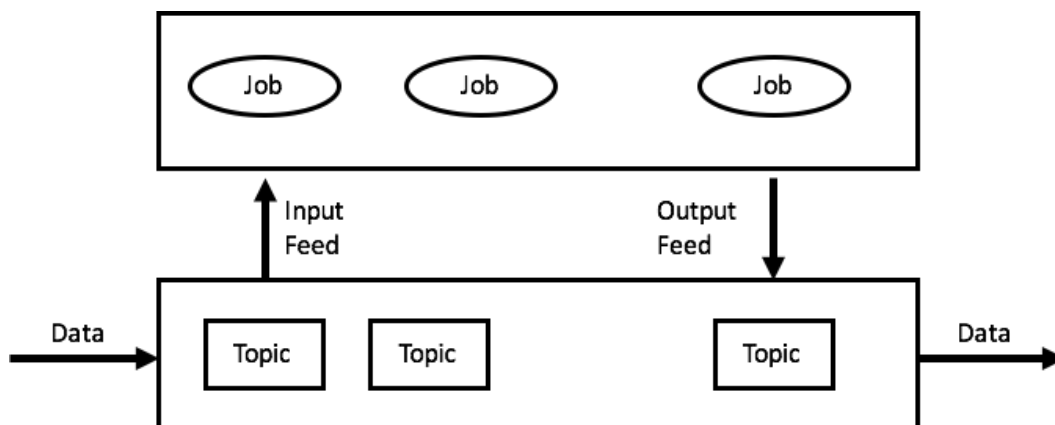 Job
Job
Job
Input
Feed
Output
Feed
Data
Topic
Topic
Topic
Data